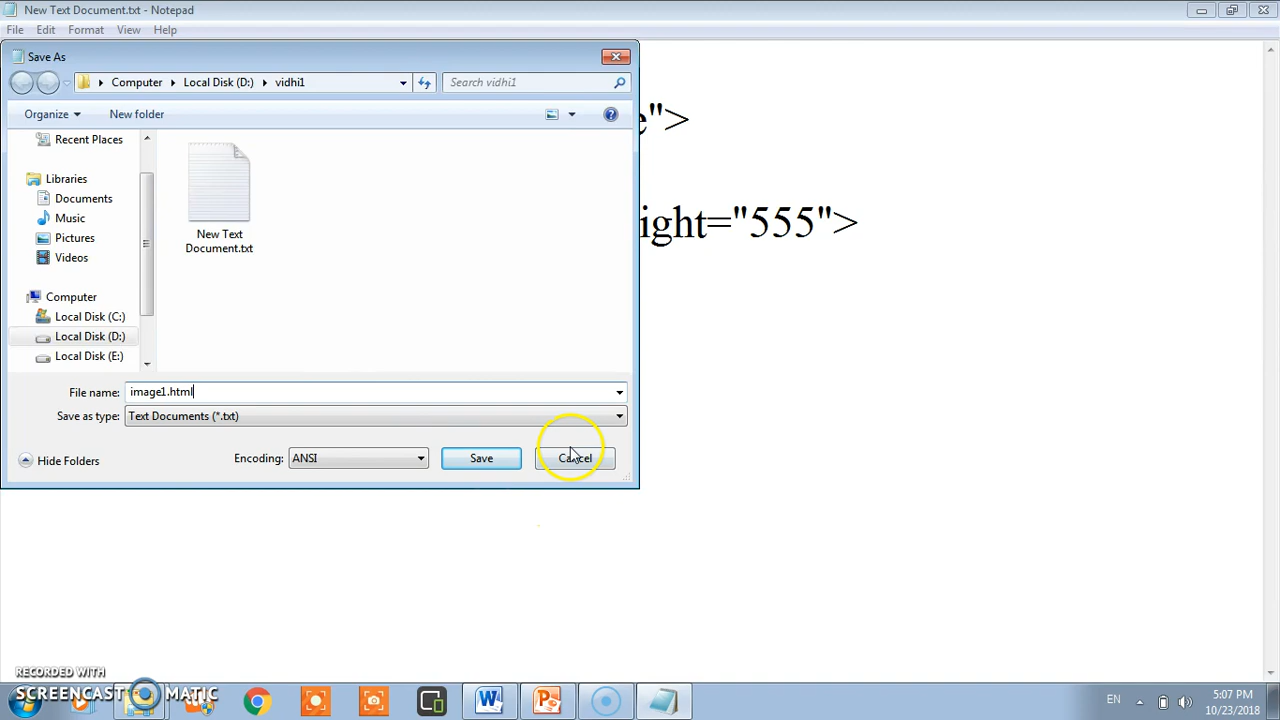 New Text Document.txt - Notepad
File Edit Format View Help
Save As
Computer Local Disk (D:) vidhi1
Search vidhi1
Organize New folder
Recent Places
Libraries
Documents
Music
Pictures
Videos
Computer
Local Disk (C:)
Local Disk (D:)
Local Disk (E:)
New Text
Document.txt
e">
ight="555">
File name: image1.html
Save as type: Text Documents (*.txt)
Hide Folders
Encoding: ANSI
Save
Cancel
RECORDED WITH
SCREENCAST MATIC
EN
5:07 PM
10/23/2018